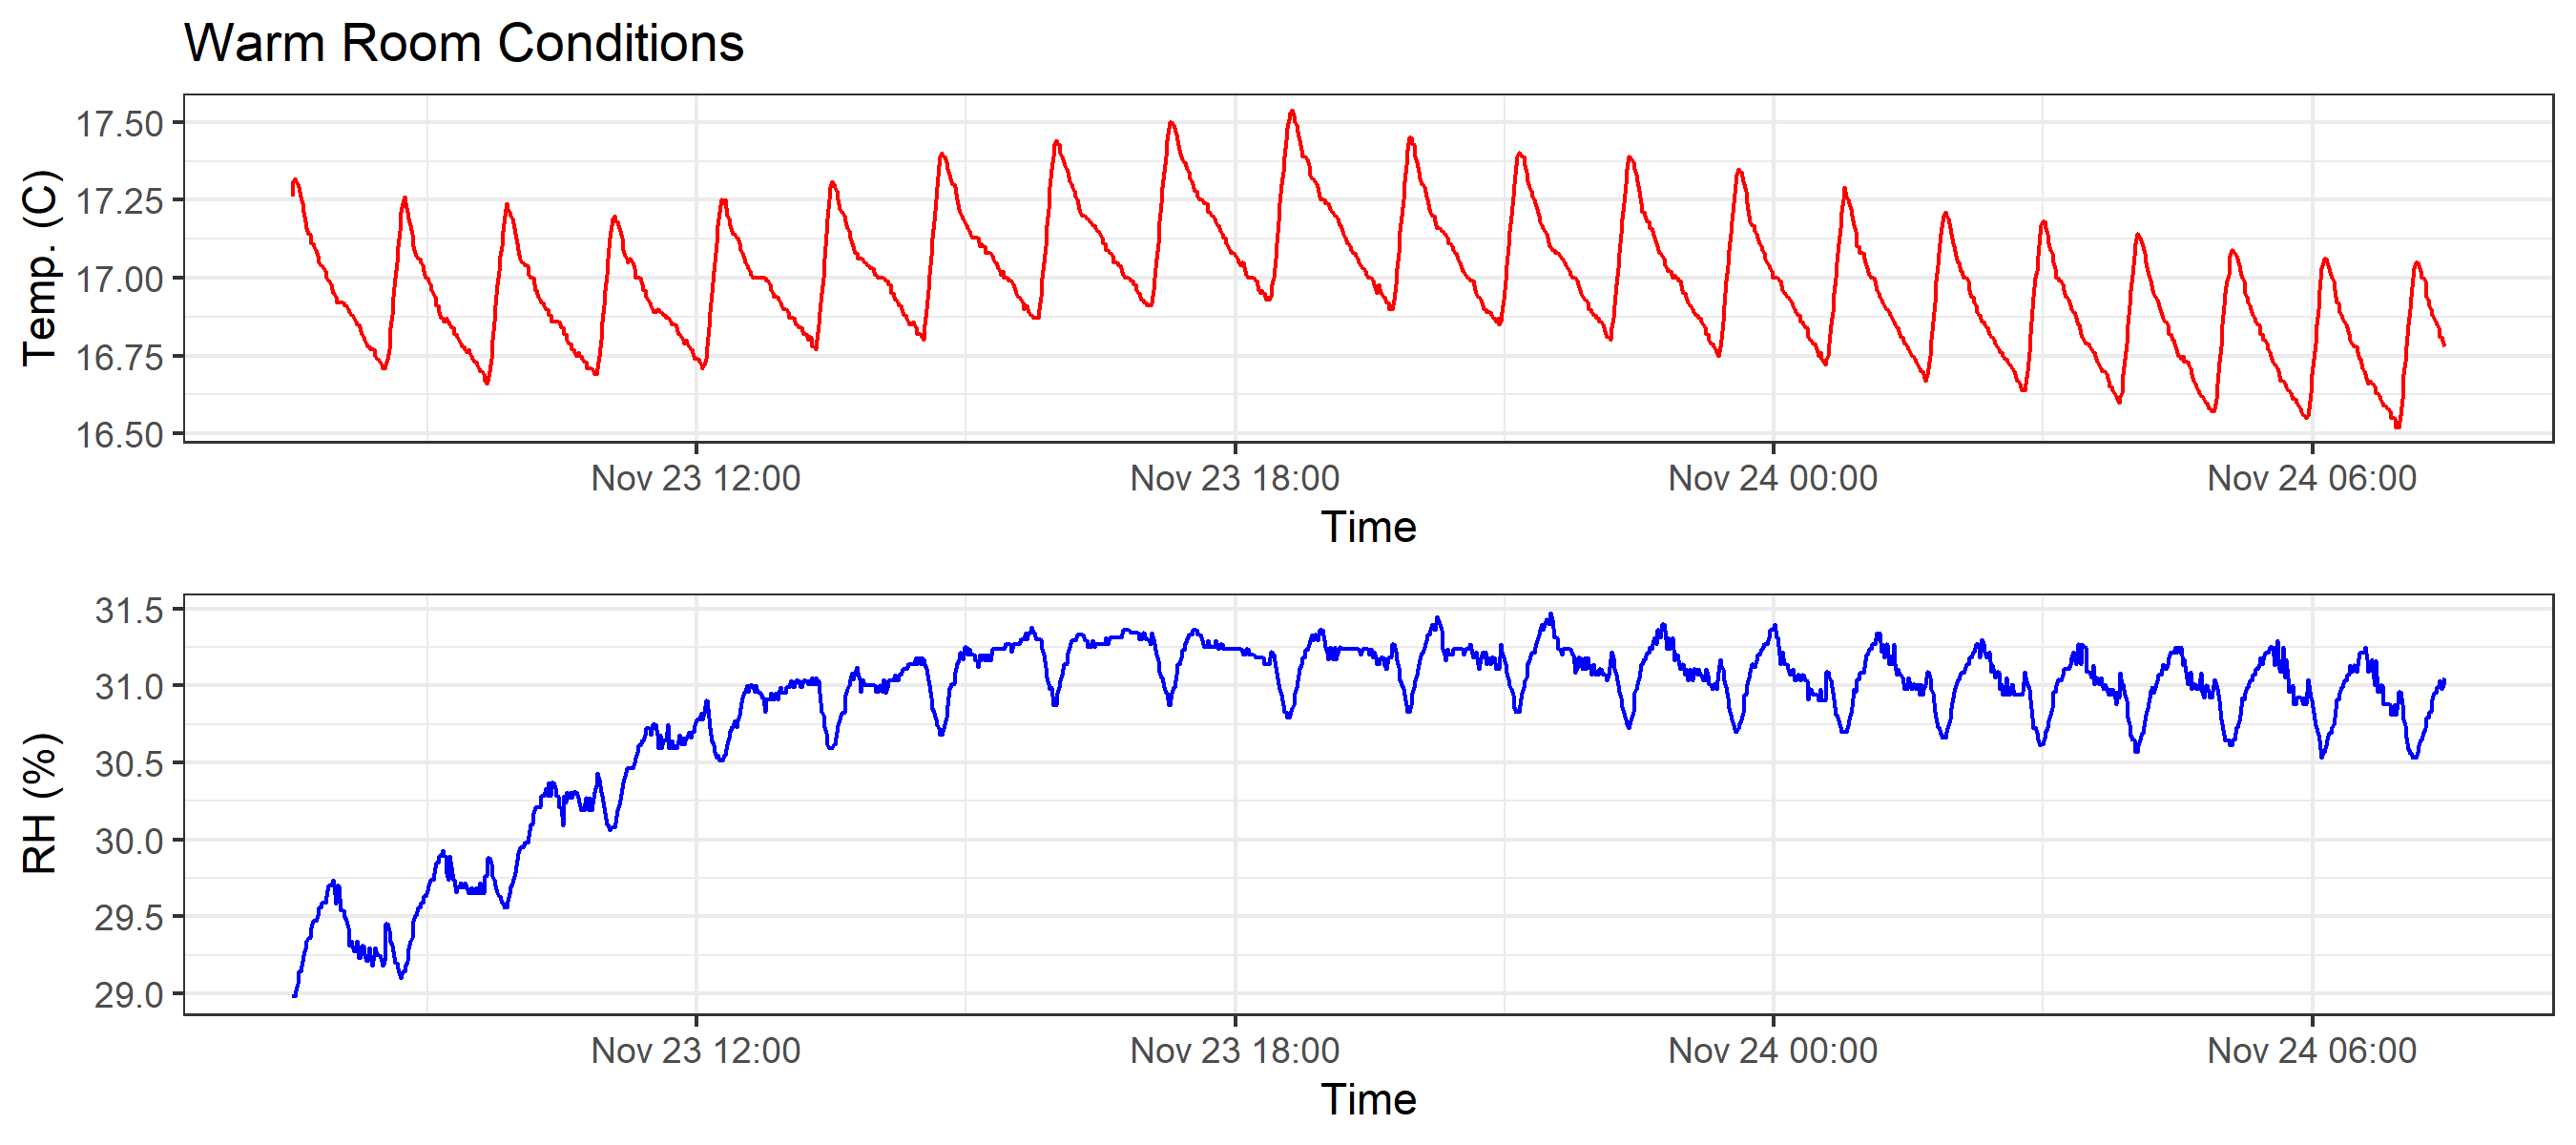 Warm Room Conditions
Temp. (C)
17.50
17.25
17.00
16.75
16.50
Nov 23 12:00 Nov 23 18:00 Nov 24 00:00 Nov 24 06:00
Time
RH (%)
31.5
31.0
30.5
30.0
29.5
29.0
Nov 23 12:00 Nov 23 18:00 Nov 24 00:00 Nov 24 06:00
Time